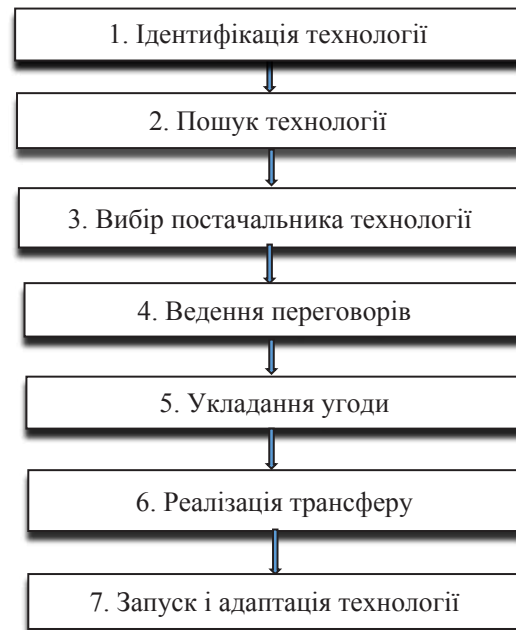 1. Ідентифікація технології
2. Пошук технології
3. Вибір постачальника технології
4. Ведення переговорів
5. Укладання угоди
6. Реалізація трансферу
7. Запуск і адаптація технології